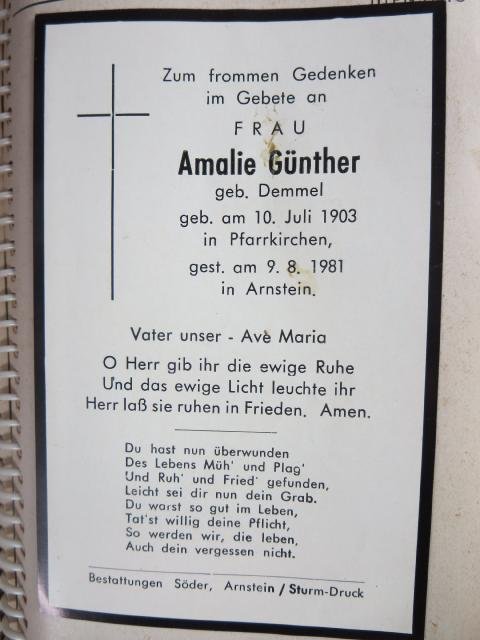 Zum frommen Gedenken
im Gebete an
FRAU
Amalie Günther
geb. Demmel
geb. am 10. Juli 1903
in Pfarrkirchen,
gest. am 9. 8. 1981
in Arnstein.
Vater unser - Avè Maria
O Herr gib ihr die ewige Ruhe
Und das ewige Licht leuchte ihr
Herr laß sie ruhen in Frieden. Amen.
Du hast nun überwunden
Des Lebens Müh' und Plag'
Und Ruh' und Fried' gefunden,
Leicht sei dir nun dein Grab.
Du warst so gut im Leben,
Tat'st willig deine Pflicht,
So werden wir, die leben,
Auch dein vergessen nicht.
Bestattungen Söder, Arnstein / Sturm-Druck